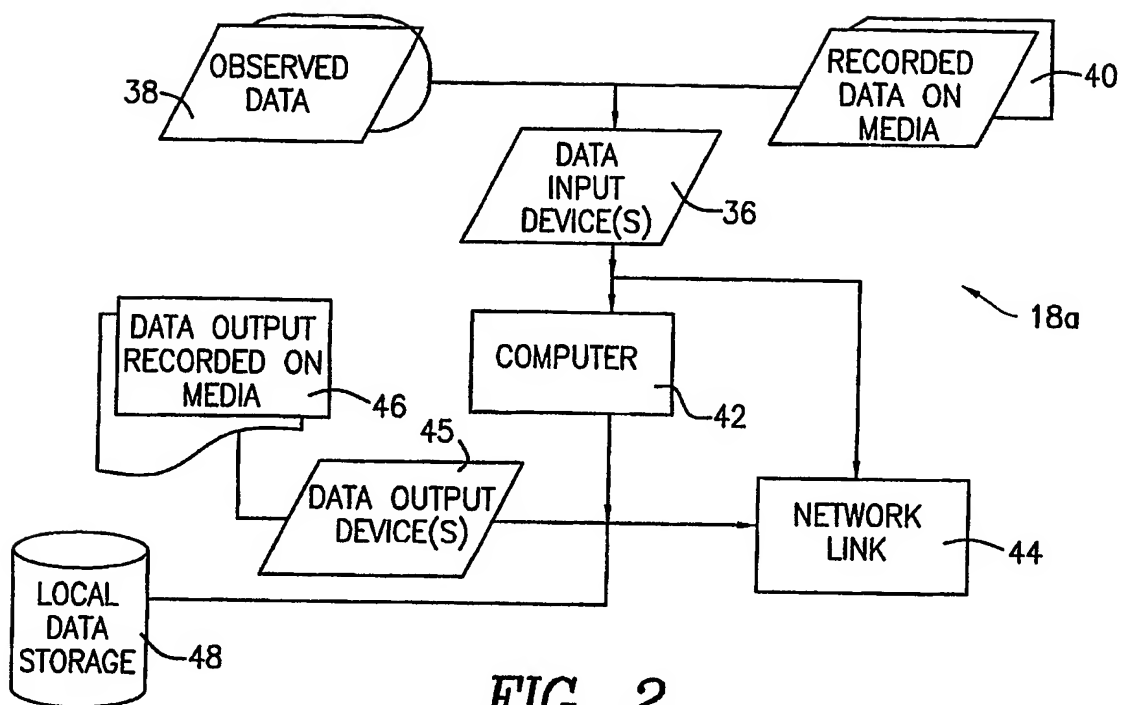 OBSERVED
DATA
38
RECORDED
DATA ON
MEDIA
40
DATA
INPUT
DEVICE(S)
36
18a
DATA OUTPUT
RECORDED ON
MEDIA
46
COMPUTER
42
45
DATA OUTPUT
DEVICE(S)
NETWORK
LINK
44
LOCAL
DATA
STORAGE
48
FIG. 2